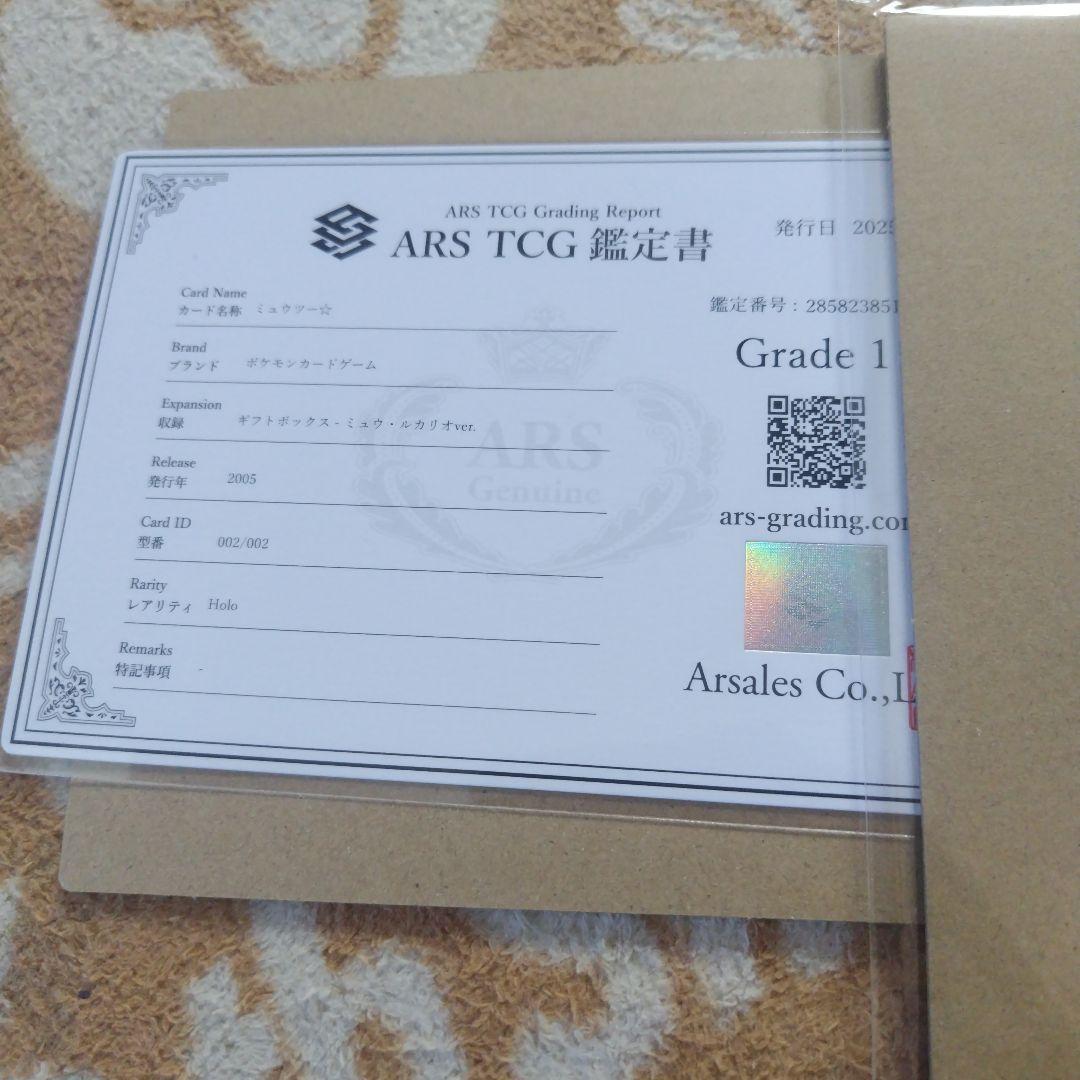 ARS TCG Grading Report
ARS TCG 鑑定書
発行日 2025
Card Name
カード名称 ミュウツー☆
鑑定番号：285823851
Brand
ブランド ポケモンカードゲーム
Grade 1
Expansion
収録 ギフトボックス - ミュウ・ルカリオver.
ARS
Genuine
Release
発行年 2005
ars-grading.co
Card ID
型番 002/002
Rarity
レアリティ Holo
Remarks
特記事項 -
Arsales Co.,L